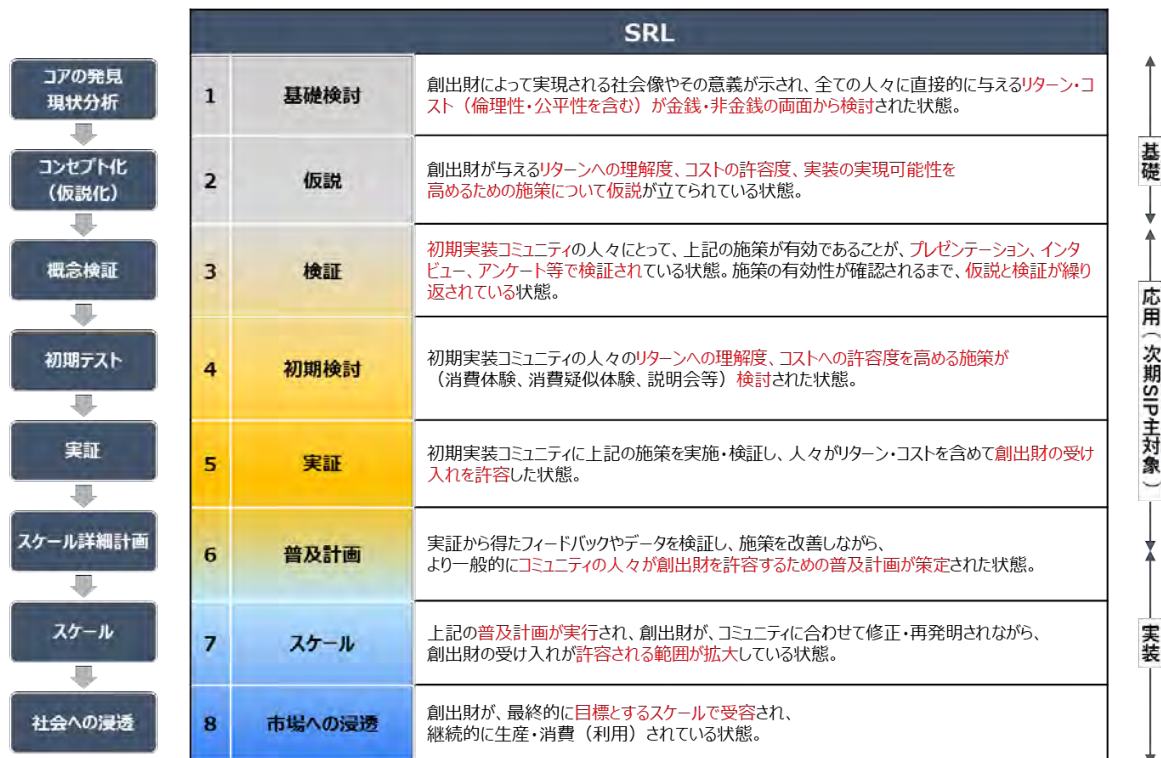 SRL
コアの発見
現状分析
1
基礎検討
創出財によって実現される社会像やその意義が示され、全ての人々に直接的に与えるリターン・コ
スト（倫理性・公平性を含む）が金銭・非金銭の両面から検討された状態。
コンセプト化
（仮説化）
2
仮説
創出財が与えるリターンへの理解度、コストの許容度、実装の実現可能性を
高めるための施策について仮説が立てられている状態。
基礎
概念検証
3
検証
初期実装コミュニティの人々にとって、上記の施策が有効であることが、プレゼンテーション、インタ
ビュー、アンケート等で検証されている状態。施策の有効性が確認されるまで、仮説と検証が繰り
返されている状態。
初期テスト
4
初期検討
初期実装コミュニティの人々のリターンへの理解度、コストへの許容度を高める施策が
（消費体験、消費疑似体験、説明会等）検討された状態。
実証
5
実証
初期実装コミュニティに上記の施策を実施・検証し、人々がリターン・コストを含めて創出財の受け
入れを許容した状態。
応用（次期SIP主対象）
スケール詳細計画
6
普及計画
実証から得たフィードバックやデータを検証し、施策を改善しながら、
より一般的にコミュニティの人々が創出財を許容するための普及計画が策定された状態。
スケール
7
スケール
上記の普及計画が実行され、創出財が、コミュニティに合わせて修正・再発明されながら、
創出財の受け入れが許容される範囲が拡大している状態。
実装
社会への浸透
8
市場への浸透
創出財が、最終的に目標とするスケールで受容され、
継続的に生産・消費（利用）されている状態。